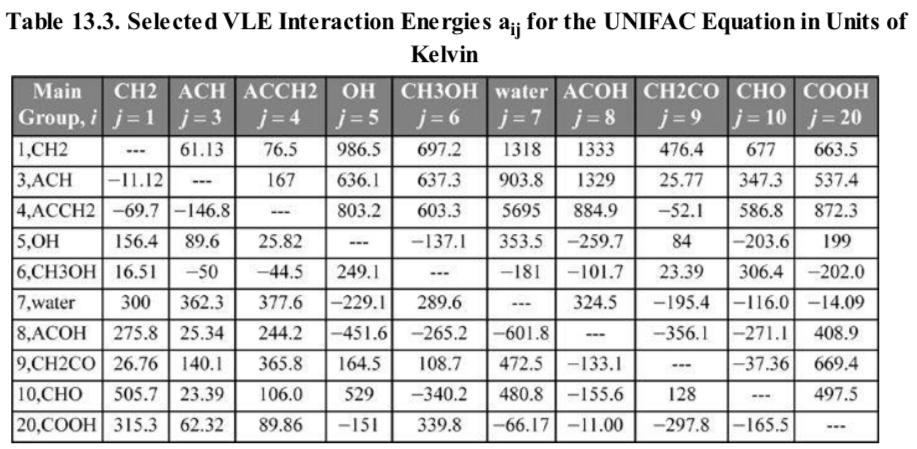 Table 13.3. Selected VLE Interaction Energies aij for the UNIFAC Equation in Units of
Kelvin
Main Group, i CH2 j = 1 ACH j = 3 ACCH2 j = 4 OH j = 5 CH3OH j = 6 water j = 7 ACOH j = 8 CH2CO j = 9 CHO j = 10 COOH j = 20
1,CH2 --- 61.13 76.5 986.5 697.2 1318 1333 476.4 677 663.5
3,ACH −11.12 --- 167 636.1 637.3 903.8 1329 25.77 347.3 537.4
4,ACCH2 −69.7 −146.8 --- 803.2 603.3 5695 884.9 −52.1 586.8 872.3
5,OH 156.4 89.6 25.82 --- −137.1 353.5 −259.7 84 −203.6 199
6,CH3OH 16.51 −50 −44.5 249.1 --- −181 −101.7 23.39 306.4 −202.0
7,water 300 362.3 377.6 −229.1 289.6 --- 324.5 −195.4 −116.0 −14.09
8,ACOH 275.8 25.34 244.2 −451.6 −265.2 −601.8 --- −356.1 −271.1 408.9
9,CH2CO 26.76 140.1 365.8 164.5 108.7 472.5 −133.1 --- −37.36 669.4
10,CHO 505.7 23.39 106.0 529 −340.2 480.8 −155.6 128 --- 497.5
20,COOH 315.3 62.32 89.86 −151 339.8 −66.17 −11.00 −297.8 −165.5 ---